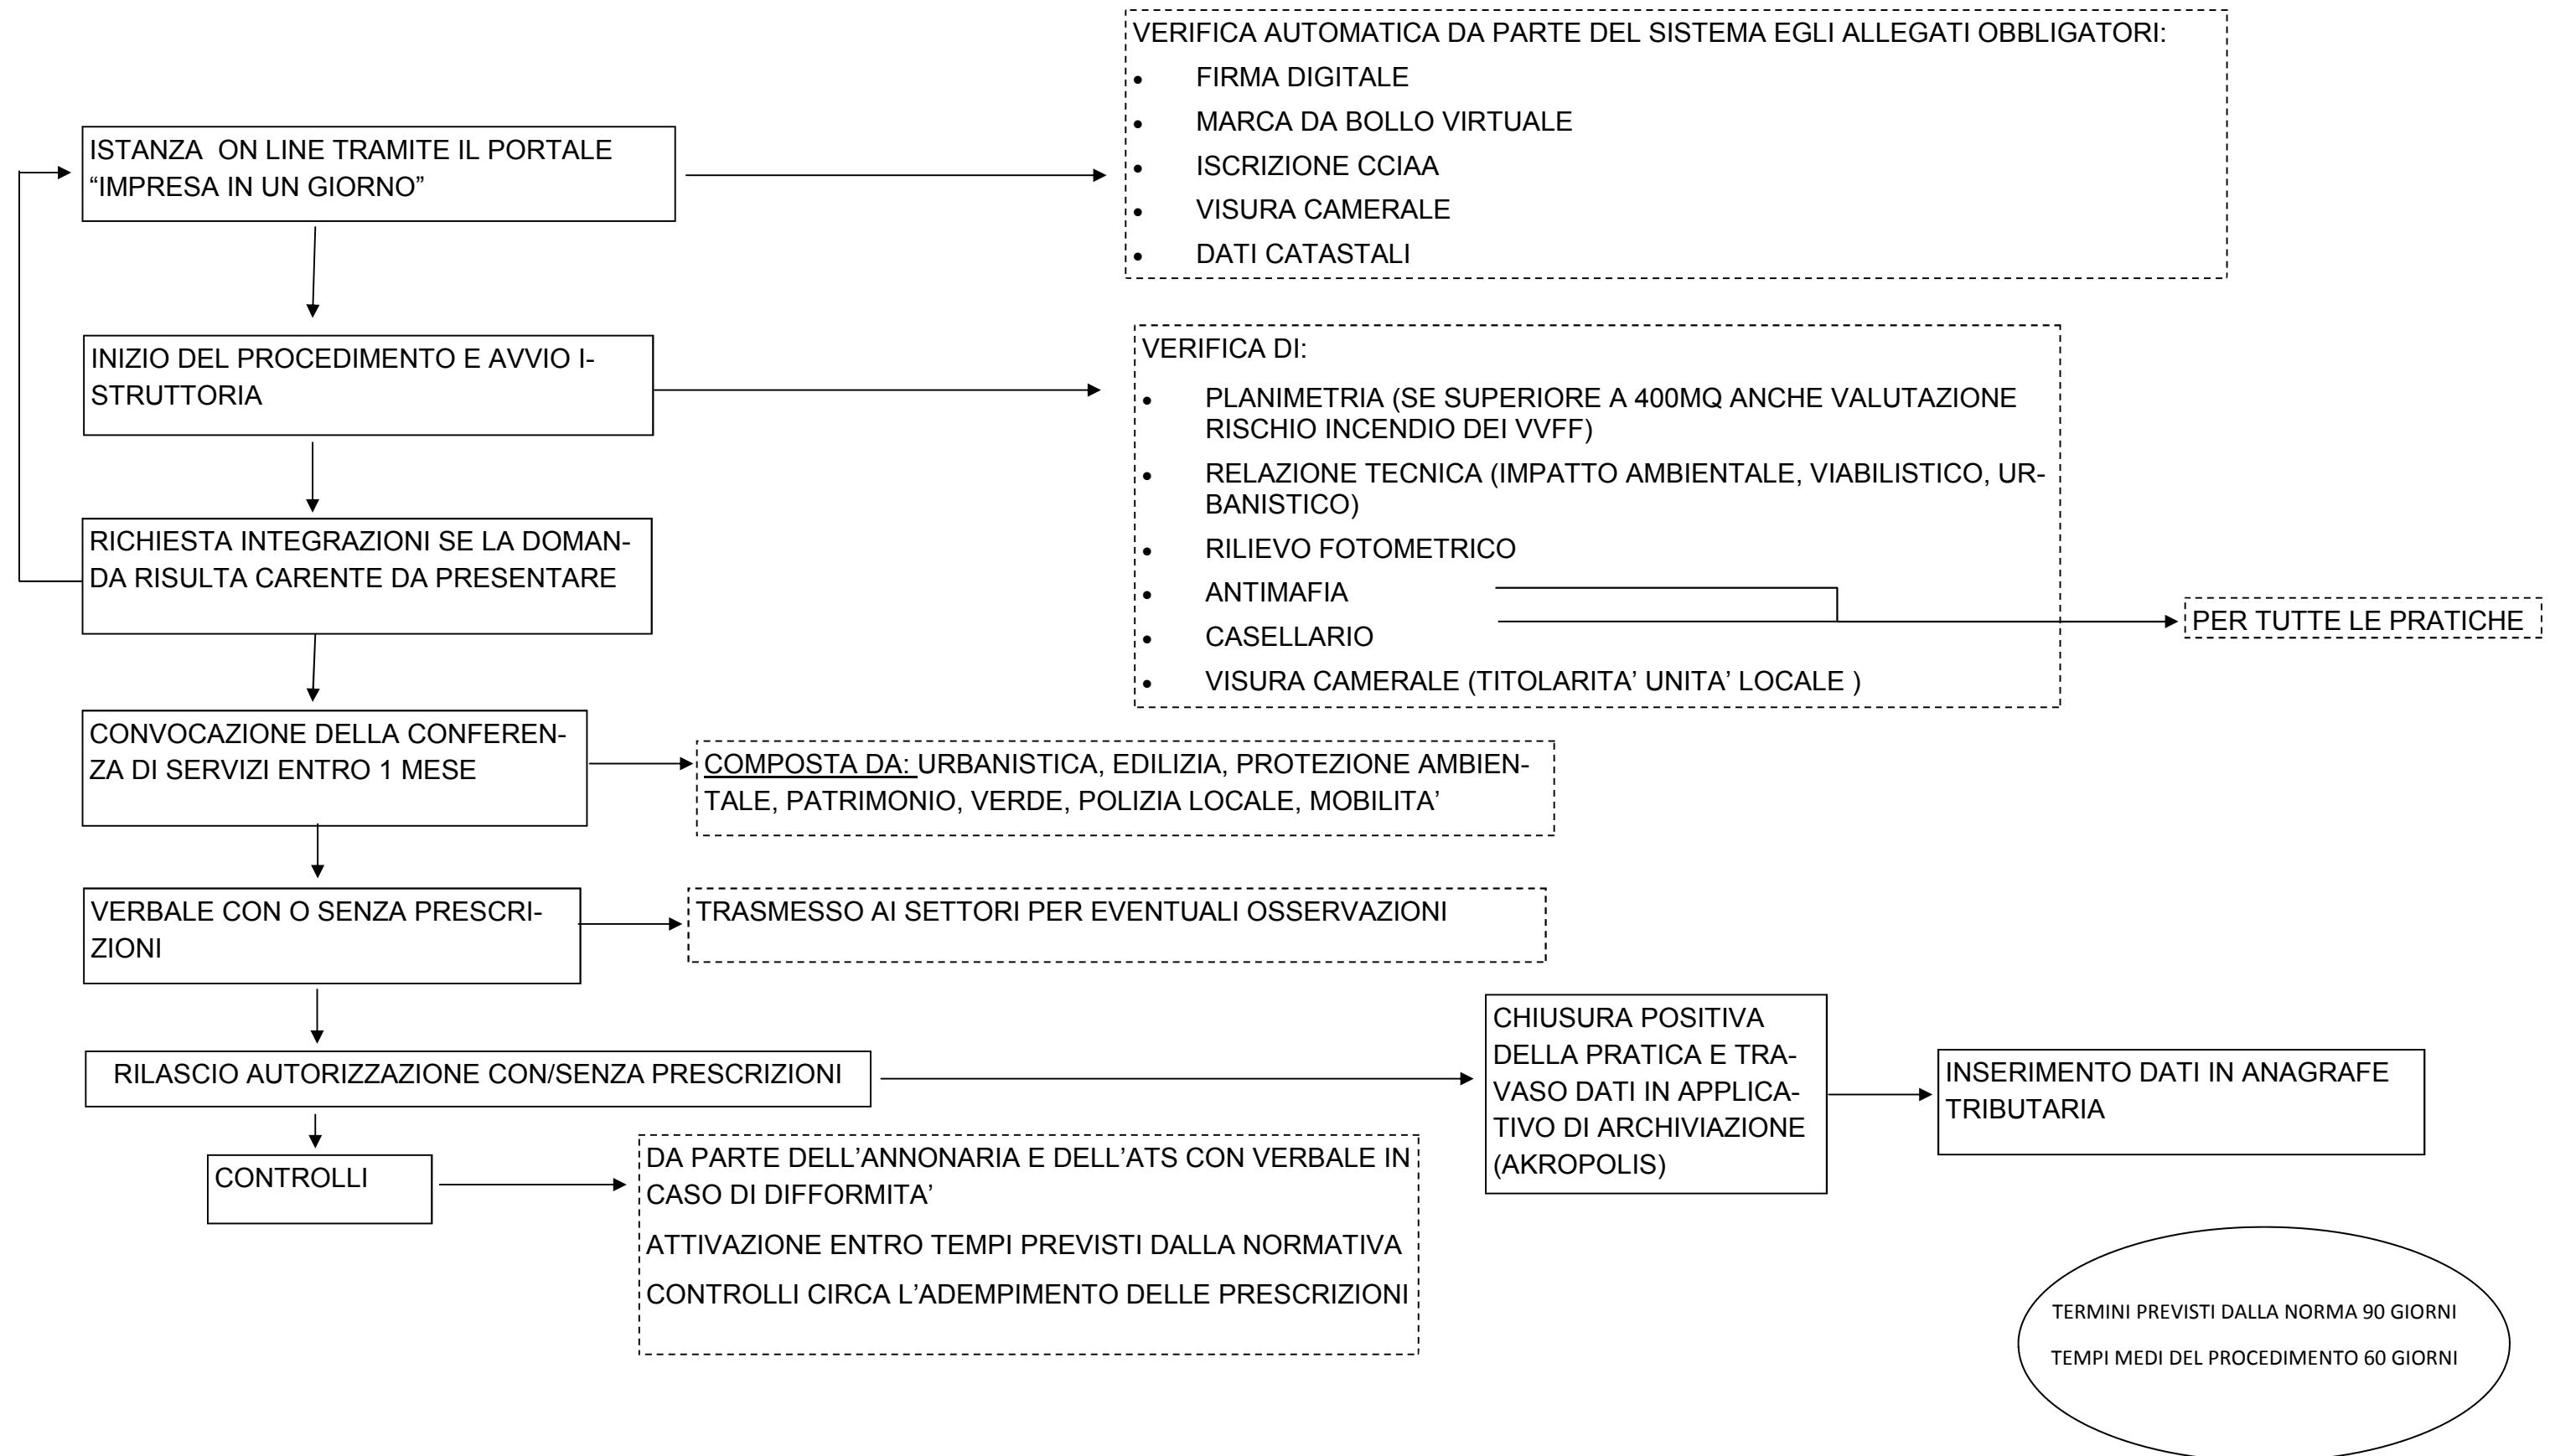 VERIFICA AUTOMATICA DA PARTE DEL SISTEMA EGLI ALLEGATI OBBLIGATORI:
• FIRMA DIGITALE
• MARCA DA BOLLO VIRTUALE
• ISCRIZIONE CCIAA
• VISURA CAMERALE
• DATI CATASTALI
ISTANZA  ON LINE TRAMITE IL PORTALE
“IMPRESA IN UN GIORNO”
INIZIO DEL PROCEDIMENTO E AVVIO I-
STRUTTORIA
VERIFICA DI:
• PLANIMETRIA (SE SUPERIORE A 400MQ ANCHE VALUTAZIONE
RISCHIO INCENDIO DEI VVFF)
• RELAZIONE TECNICA (IMPATTO AMBIENTALE, VIABILISTICO, UR-
BANISTICO)
• RILIEVO FOTOMETRICO
• ANTIMAFIA
• CASELLARIO
• VISURA CAMERALE (TITOLARITA’ UNITA’ LOCALE )
PER TUTTE LE PRATICHE
RICHIESTA INTEGRAZIONI SE LA DOMAN-
DA RISULTA CARENTE DA PRESENTARE
CONVOCAZIONE DELLA CONFEREN-
ZA DI SERVIZI ENTRO 1 MESE
COMPOSTA DA: URBANISTICA, EDILIZIA, PROTEZIONE AMBIEN-
TALE, PATRIMONIO, VERDE, POLIZIA LOCALE, MOBILITA’
VERBALE CON O SENZA PRESCRI-
ZIONI
TRASMESSO AI SETTORI PER EVENTUALI OSSERVAZIONI
RILASCIO AUTORIZZAZIONE CON/SENZA PRESCRIZIONI
CHIUSURA POSITIVA
DELLA PRATICA E TRA-
VASO DATI IN APPLICA-
TIVO DI ARCHIVIAZIONE
(AKROPOLIS)
INSERIMENTO DATI IN ANAGRAFE
TRIBUTARIA
CONTROLLI
DA PARTE DELL’ANNONARIA E DELL’ATS CON VERBALE IN
CASO DI DIFFORMITA’
ATTIVAZIONE ENTRO TEMPI PREVISTI DALLA NORMATIVA
CONTROLLI CIRCA L’ADEMPIMENTO DELLE PRESCRIZIONI
TERMINI PREVISTI DALLA NORMA 90 GIORNI
TEMPI MEDI DEL PROCEDIMENTO 60 GIORNI